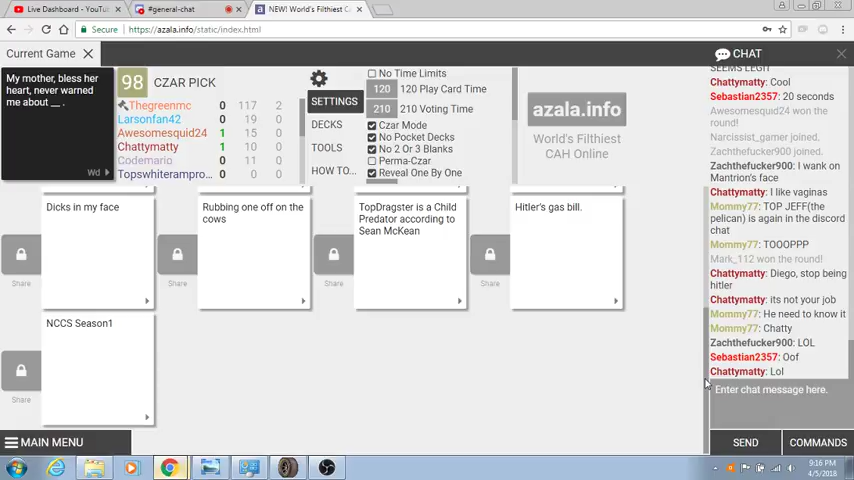 Live Dashboard - YouTu
#general-chat
NEW! World's Filthiest C
Secure
https://azala.info/static/index.html
Current Game
CHAT
My mother, bless her
heart, never warned
me about __ .
Wd
98
CZAR PICK
Thegreenmc 0 117 2
Larsonfan42 0 19 0
Awesomesquid24 1 15 0
Chattymatty 1 10 0
Codemario 0 11 0
Topswhiterampro... 0
SETTINGS
DECKS
TOOLS
HOW TO...
No Time Limits
120 120 Play Card Time
210 210 Voting Time
Czar Mode
No Pocket Decks
No 2 Or 3 Blanks
Perma-Czar
Reveal One By One
azala.info
World's Filthiest
CAH Online
Dicks in my face
Share
Rubbing one off on the
cows
Share
TopDragster is a Child
Predator according to
Sean McKean
Share
Hitler's gas bill.
Share
NCCS Season1
Share
SEEMS LEGIT
Chattymatty: Cool
Sebastian2357: 20 seconds
Awesomesquid24 won the
round!
Narcissist_gamer joined.
Zachthefucker900 joined.
Zachthefucker900: I wank on
Mantrion's face
Chattymatty: I like vaginas
Mommy77: TOP JEFF(the
pelican) is again in the discord
chat
Mommy77: TOOOPPP
Mark_112 won the round!
Chattymatty: Diego, stop being
hitler
Chattymatty: its not your job
Mommy77: He need to know it
Mommy77: Chatty
Zachthefucker900: LOL
Sebastian2357: Oof
Chattymatty: Lol
Enter chat message here.
MAIN MENU
SEND
COMMANDS
9:16 PM
4/5/2018